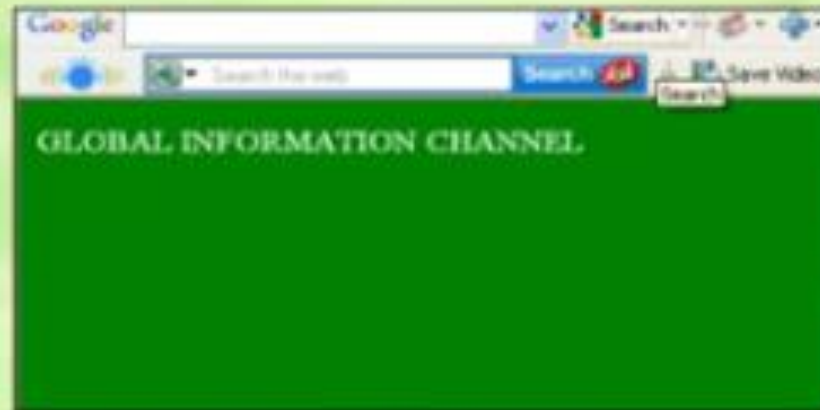 Google Search
Search the web Search Save Video
Search
GLOBAL INFORMATION CHANNEL